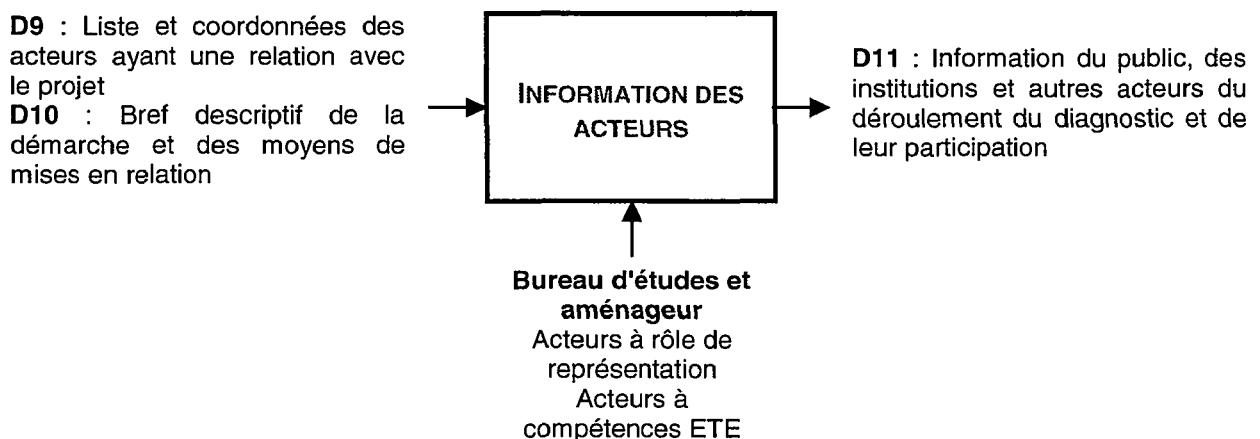 D9 : Liste et coordonnées des
acteurs ayant une relation avec
le projet
D10 : Bref descriptif de la
démarche et des moyens de
mises en relation
INFORMATION DES
ACTEURS
D11 : Information du public, des
institutions et autres acteurs du
déroulement du diagnostic et de
leur participation
Bureau d'études et
aménageur
Acteurs à rôle de
représentation
Acteurs à
compétences ETE